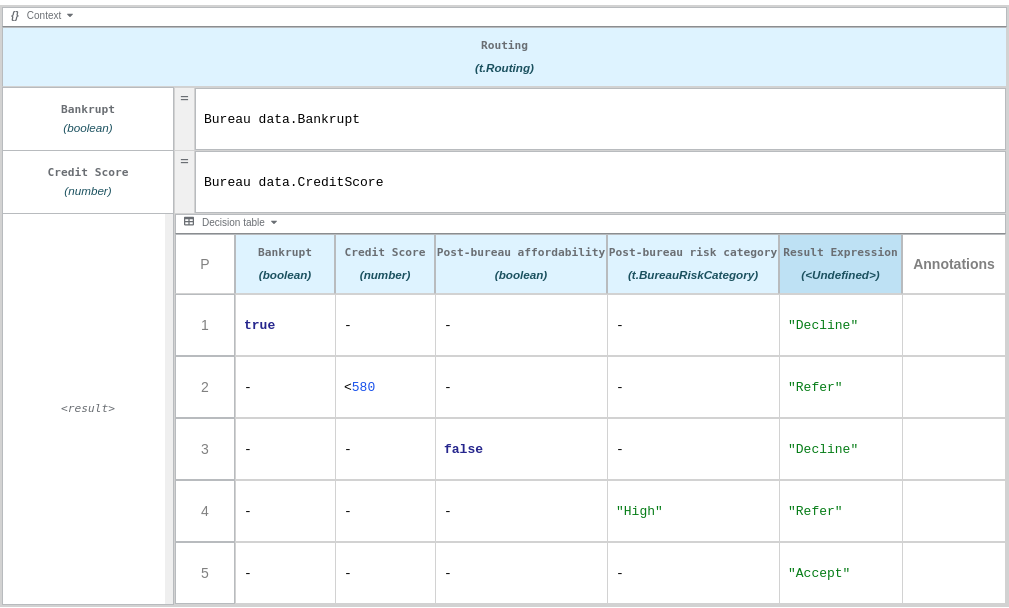 {} Context
Routing
(t.Routing)
Bankrupt
(boolean)
=
Bureau data.Bankrupt
Credit Score
(number)
=
Bureau data.CreditScore
<result>
Decision table
P
Bankrupt
(boolean)
Credit Score
(number)
Post-bureau affordability
(boolean)
Post-bureau risk category
(t.BureauRiskCategory)
Result Expression
(<Undefined>)
Annotations
1 true - - - "Decline"
2 - <580 - - "Refer"
3 - - false - "Decline"
4 - - - "High" "Refer"
5 - - - - "Accept"